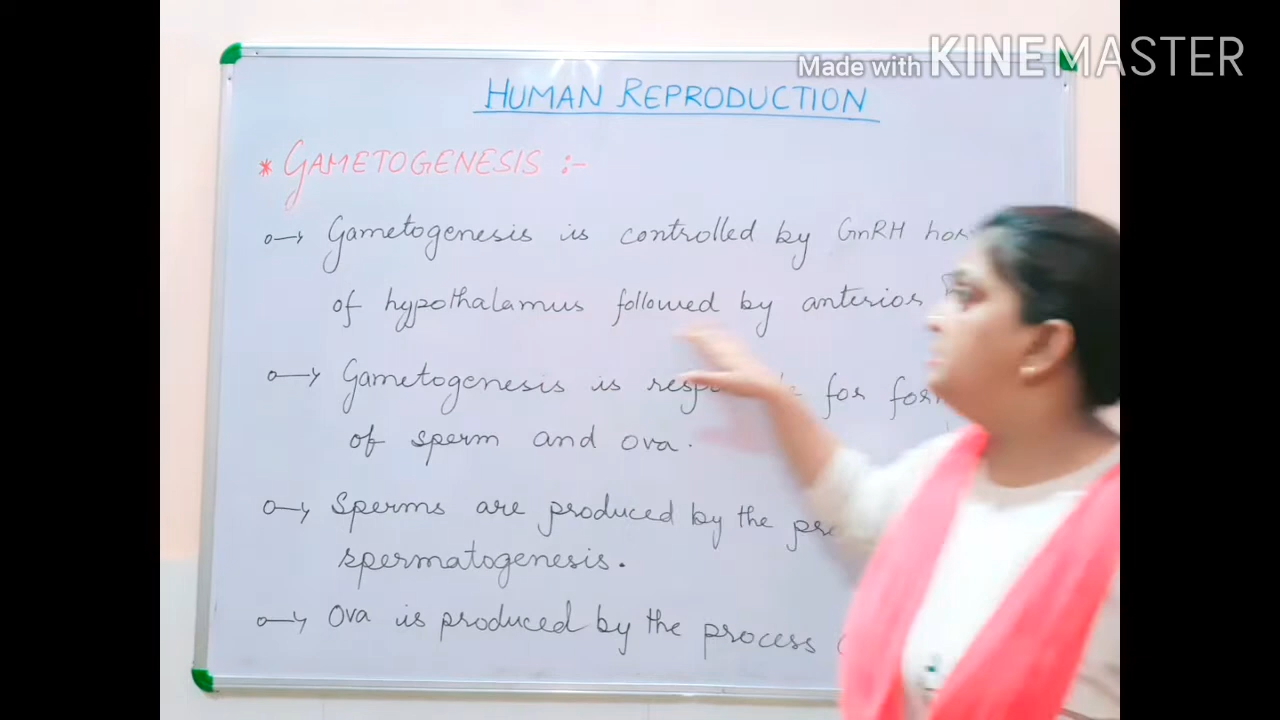 Made with KINEMASTER
HUMAN REPRODUCTION
* GAMETOGENESIS :-
Gametogenesis is controlled by GnRH
of hypothalamus followed by anterior
Gametogenesis is for
of sperm and ova.
Sperms are produced by the
spermatogenesis.
Ova is produced by the process